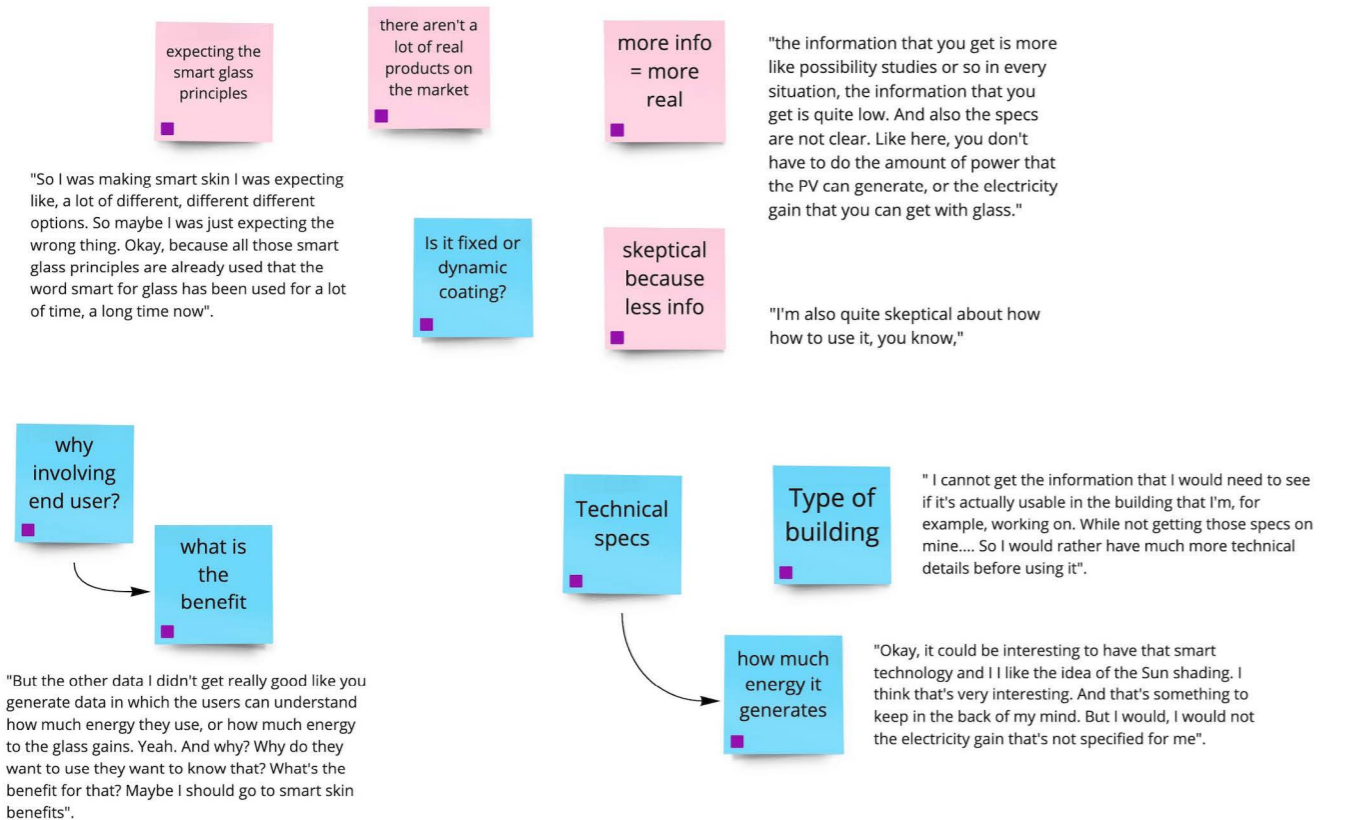 expecting the
smart glass
principles
there aren't a
lot of real
products on
the market
more info
= more
real
"the information that you get is more
like possibility studies or so in every
situation, the information that you
get is quite low. And also the specs
are not clear. Like here, you don't
have to do the amount of power that
the PV can generate, or the electricity
gain that you can get with glass."
"So I was making smart skin I was expecting
like, a lot of different, different different
options. So maybe I was just expecting the
wrong thing. Okay, because all those smart
glass principles are already used that the
word smart for glass has been used for a lot
of time, a long time now".
Is it fixed or
dynamic
coating?
skeptical
because
less info
"I'm also quite skeptical about how
how to use it, you know,"
why
involving
end user?
what is
the
benefit
"But the other data I didn't get really good like you
generate data in which the users can understand
how much energy they use, or how much energy
to the glass gains. Yeah. And why? Why do they
want to use they want to know that? What's the
benefit for that? Maybe I should go to smart skin
benefits".
Technical
specs
Type of
building
" I cannot get the information that I would need to see
if it's actually usable in the building that I'm, for
example, working on. While not getting those specs on
mine.... So I would rather have much more technical
details before using it".
how much
energy it
generates
"Okay, it could be interesting to have that smart
technology and I I like the idea of the Sun shading. I
think that's very interesting. And that's something to
keep in the back of my mind. But I would, I would not
the electricity gain that's not specified for me".